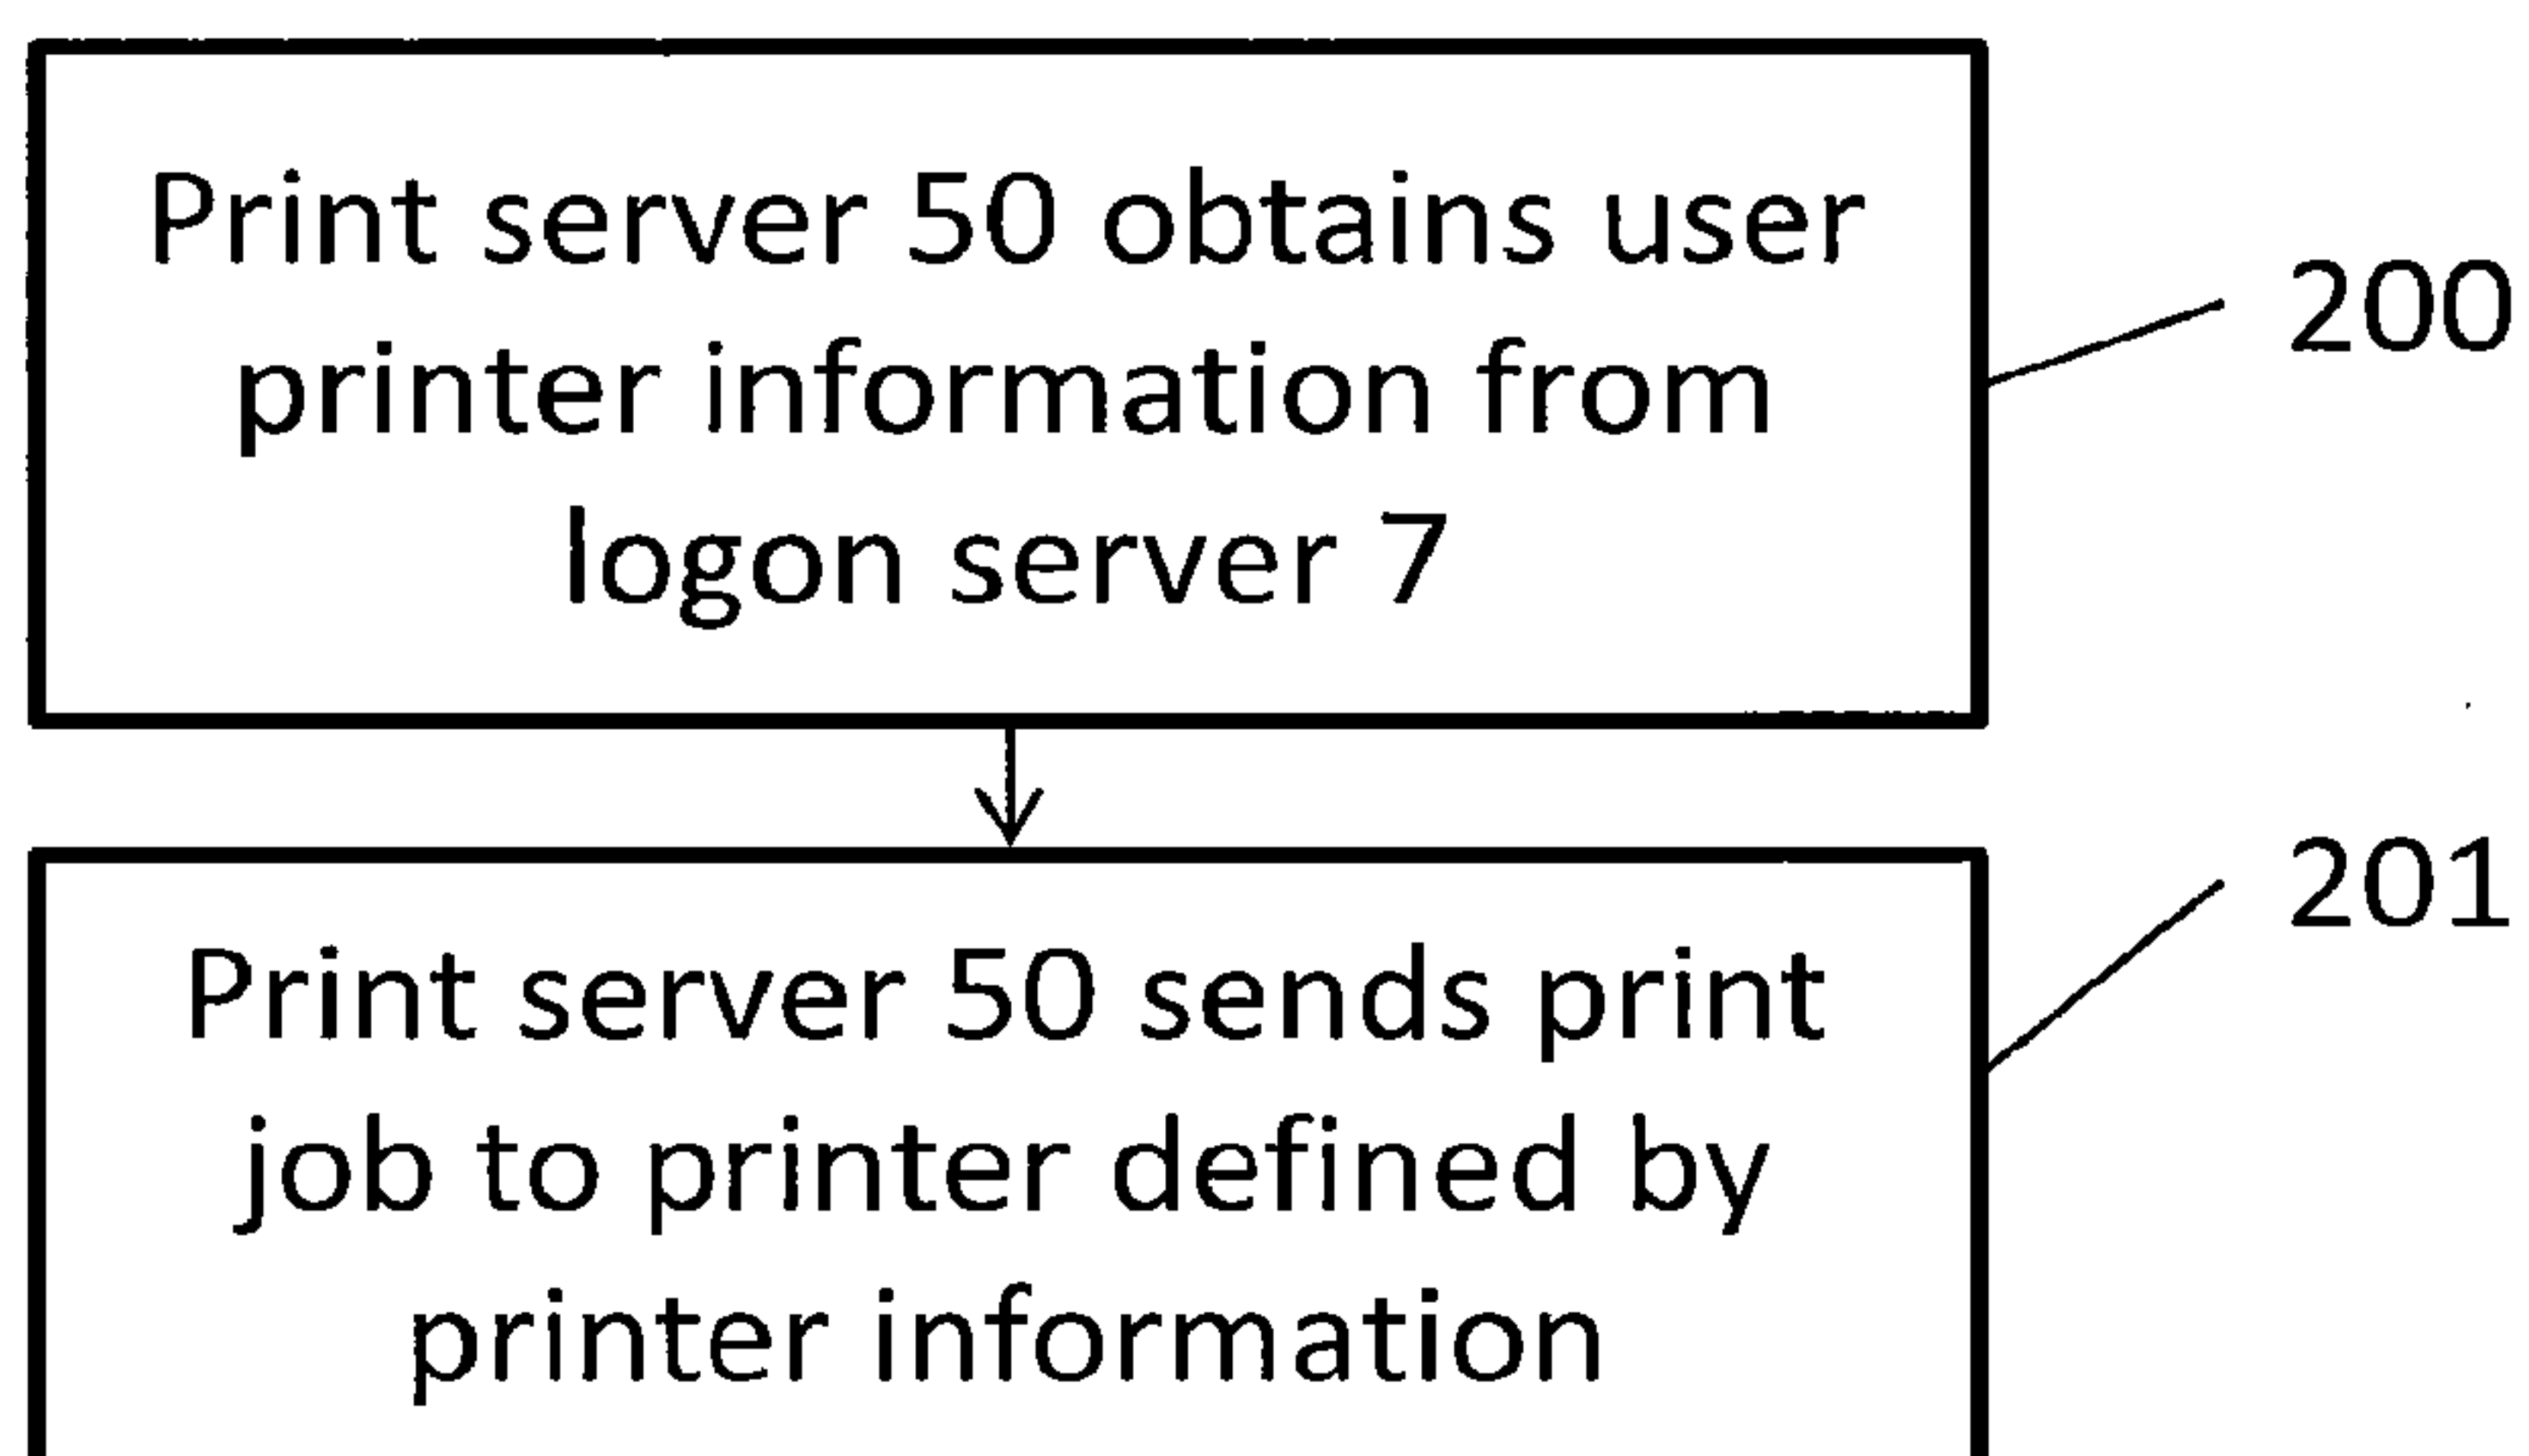 Print server 50 obtains user
printer information from
logon server 7
200
201
Print server 50 sends print
job to printer defined by
printer information